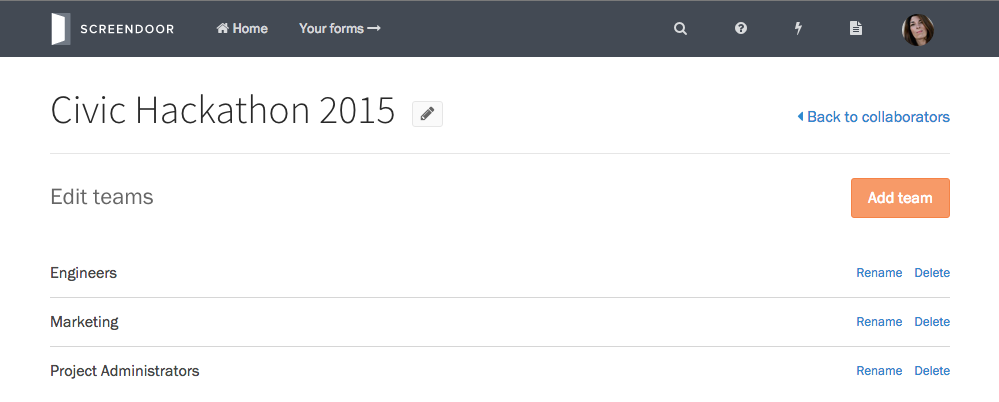 SCREENDOOR Home Your forms
Civic Hackathon 2015
Back to collaborators
Edit teams Add team
Engineers Rename Delete
Marketing Rename Delete
Project Administrators Rename Delete